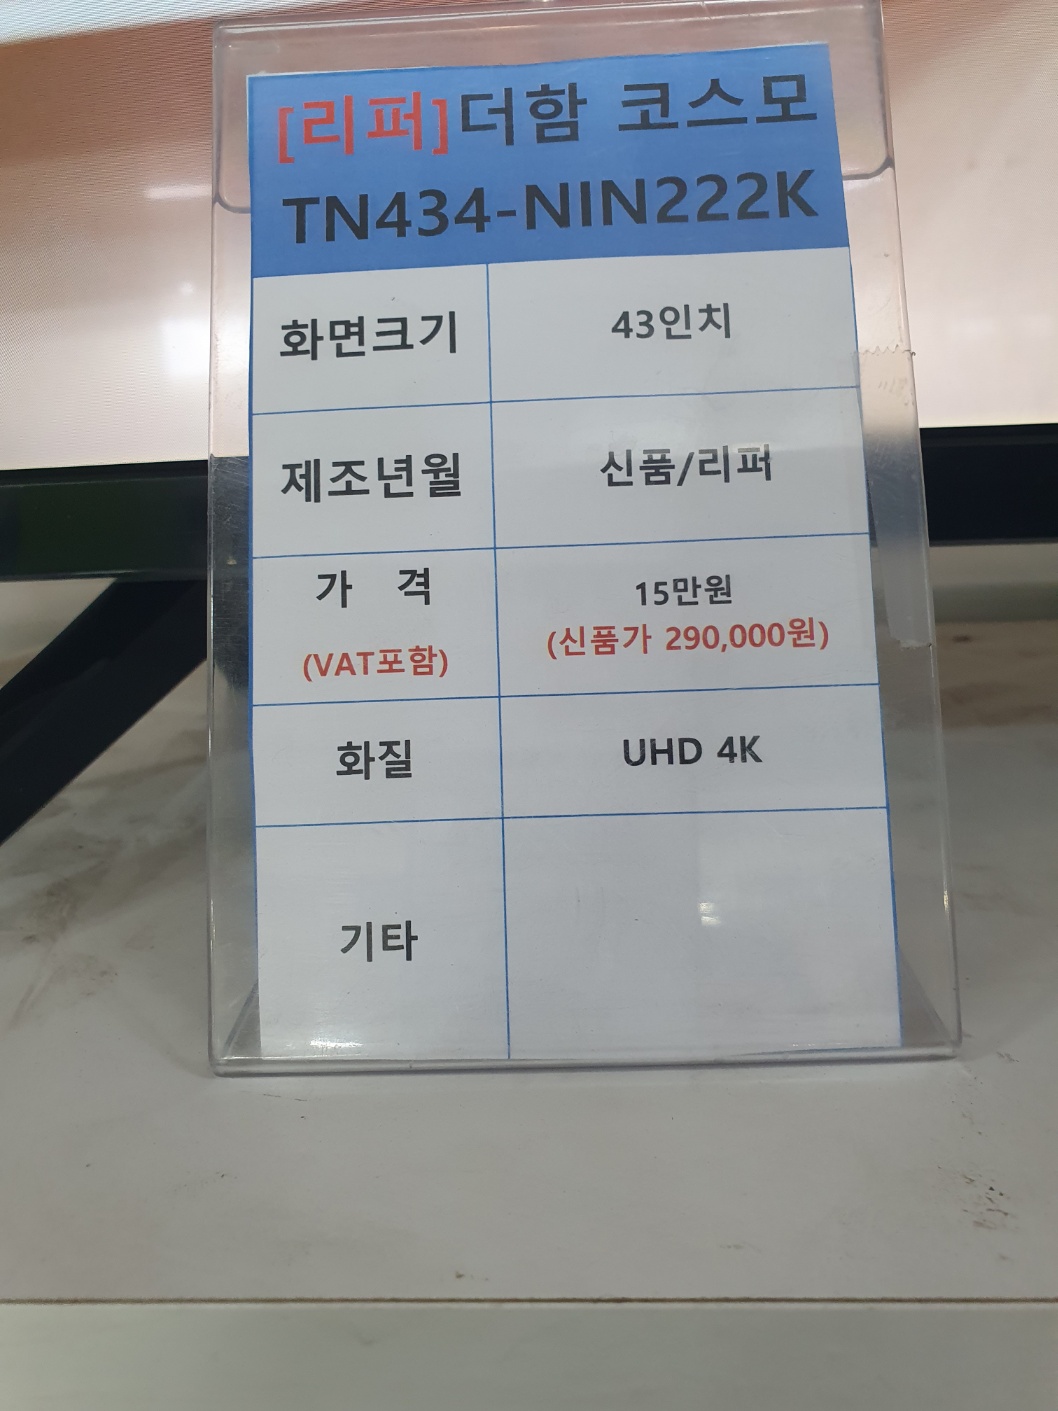 [리퍼]더함 코스모
TN434-NIN222K
화면크기 43인치
제조년월 신품/리퍼
가 격 15만원
(VAT포함) (신품가 290,000원)
화질 UHD 4K
기타